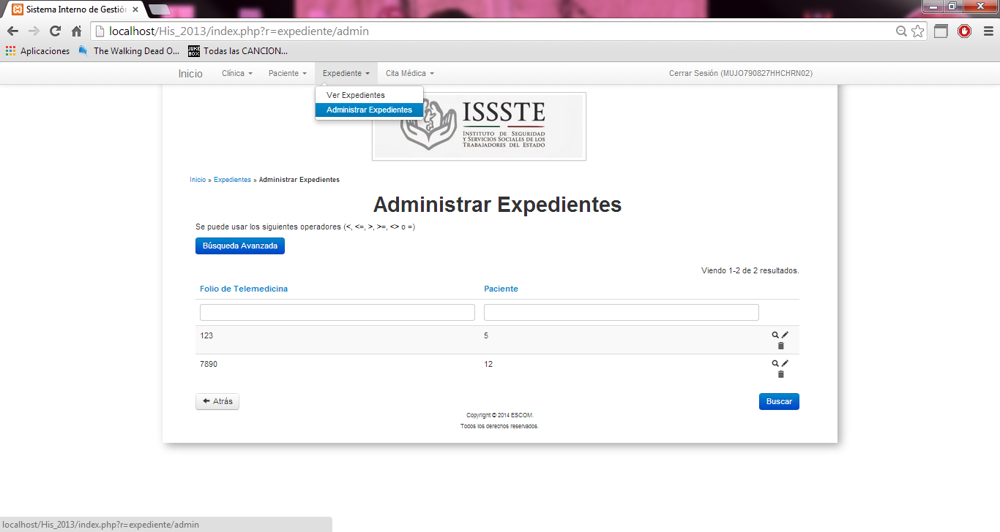 Sistema Interno de Gestión
localhost/His_2013/index.php?r=expediente/admin
Aplicaciones The Walking Dead O... JUKE BOX Todas las CANCION...
Inicio Clínica Paciente Expediente Cita Médica Cerrar Sesión (MUJO790827HHCHRN02)
Ver Expedientes
Administrar Expedientes
ISSSTE
INSTITUTO DE SEGURIDAD
Y SERVICIOS SOCIALES DE LOS
TRABAJADORES DEL ESTADO
Inicio » Expedientes » Administrar Expedientes
Administrar Expedientes
Se puede usar los siguientes operadores (<, <=, >, >=, <> o =)
Búsqueda Avanzada
Viendo 1-2 de 2 resultados.
Folio de Telemedicina Paciente
123 5
7890 12
Atrás Buscar
Copyright © 2014 ESCOM.
Todos los derechos reservados.
localhost/His_2013/index.php?r=expediente/admin